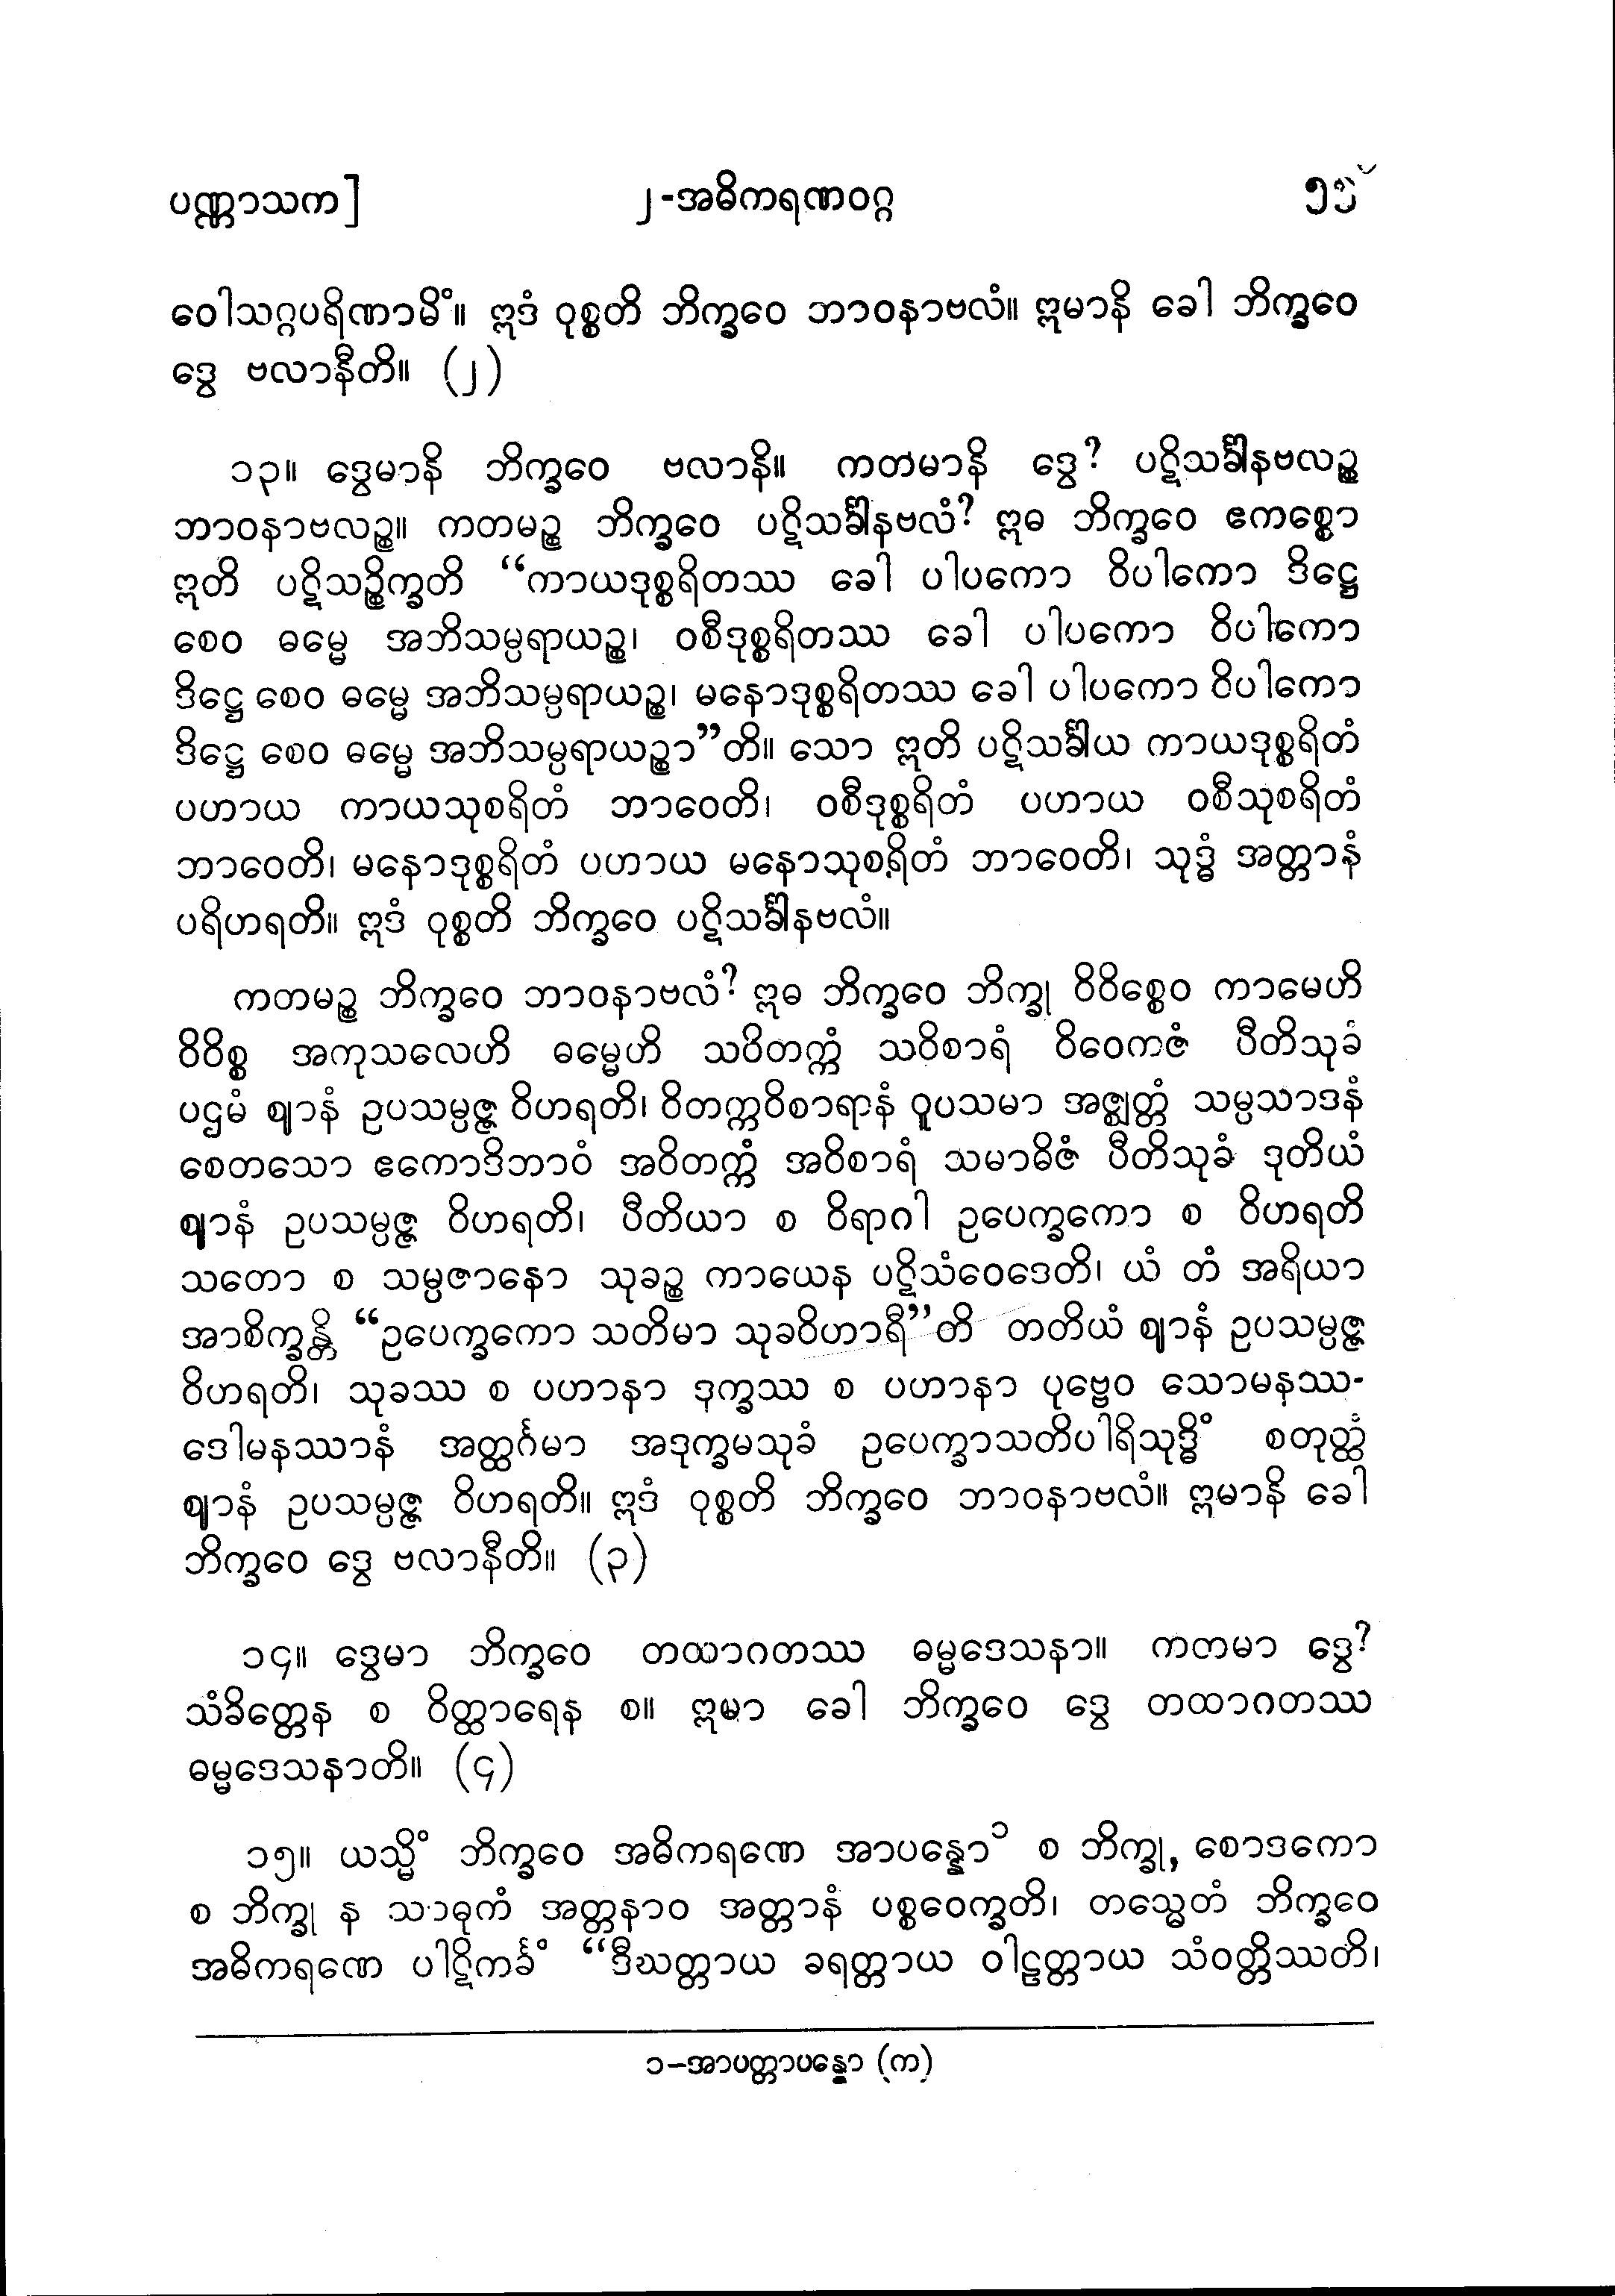 ပဏ္ဏာသက] ၂-အဓိကရဏဝဂ္ဂ
ဝေါသဂ္ဂပရိဏာမိံ။ ဣဒံ ဝုစ္စတိ ဘိက္ခဝေ ဘာဝနာဗလံ။ ဣမာနိ ခေါ ဘိက္ခဝေ
ဒွေ ဗလာနီတိ။ (၂)
၁၃။ ဒွေမာနိ ဘိက္ခဝေ ဗလာနိ။ ကတမာနိ ဒွေ? ပဋိသင်္ခါနဗလဉ္စ
ဘာဝနာဗလဉ္စ။ ကတမဉ္စ ဘိက္ခဝေ ပဋိသင်္ခါနဗလံ? ဣဓ ဘိက္ခဝေ ဧကစ္စော
ဣတိ ပဋိသဉ္စိက္ခတိ “ကာယဒုစ္စရိတဿ ခေါ ပါပကော ဝိပါကော ဒိဋ္ဌေ
စေဝ ဓမ္မေ အဘိသမ္ပရာယဉ္စ၊ ဝစီဒုစ္စရိတဿ ခေါ ပါပကော ဝိပါကော
ဒိဋ္ဌေ စေဝ ဓမ္မေ အဘိသမ္ပရာယဉ္စ၊ မနောဒုစ္စရိတဿ ခေါ ပါပကော ဝိပါကော
ဒိဋ္ဌေ စေဝ ဓမ္မေ အဘိသမ္ပရာယဉ္စာ”တိ။ သော ဣတိ ပဋိသင်္ခါယ ကာယဒုစ္စရိတံ
ပဟာယ ကာယသုစရိတံ ဘာဝေတိ၊ ဝစီဒုစ္စရိတံ ပဟာယ ဝစီသုစရိတံ
ဘာဝေတိ၊ မနောဒုစ္စရိတံ ပဟာယ မနောသုစရိတံ ဘာဝေတိ၊ သုဒ္ဓံ အတ္တာနံ
ပရိဟရတိ။ ဣဒံ ဝုစ္စတိ ဘိက္ခဝေ ပဋိသင်္ခါနဗလံ။
ကတမဉ္စ ဘိက္ခဝေ ဘာဝနာဗလံ? ဣဓ ဘိက္ခဝေ ဘိက္ခု ဝိဝိစ္စေဝ ကာမေဟိ
ဝိဝိစ္စ အကုသလေဟိ ဓမ္မေဟိ သဝိတက္ကံ သဝိစာရံ ဝိဝေကဇံ ပီတိသုခံ
ပဌမံ ဈာနံ ဥပသမ္ပဇ္ဇ ဝိဟရတိ၊ ဝိတက္ကဝိစာရာနံ ဝူပသမာ အဇ္ဈတ္တံ သမ္ပသာဒနံ
စေတသော ဧကောဒိဘာဝံ အဝိတက္ကံ အဝိစာရံ သမာဓိဇံ ပီတိသုခံ ဒုတိယံ
ဈာနံ ဥပသမ္ပဇ္ဇ ဝိဟရတိ၊ ပီတိယာ စ ဝိရာဂါ ဥပေက္ခကော စ ဝိဟရတိ
သတော စ သမ္ပဇာနော သုခဉ္စ ကာယေန ပဋိသံဝေဒေတိ၊ ယံ တံ အရိယာ
အာစိက္ခန္တိ “ဥပေက္ခကော သတိမာ သုခဝိဟာရီ”တိ တတိယံ ဈာနံ ဥပသမ္ပဇ္ဇ
ဝိဟရတိ၊ သုခဿ စ ပဟာနာ ဒုက္ခဿ စ ပဟာနာ ပုဗ္ဗေဝ သောမနဿ-
ဒေါမနဿာနံ အတ္ထင်္ဂမာ အဒုက္ခမသုခံ ဥပေက္ခာသတိပါရိသုဒ္ဓိံ စတုတ္ထံ
ဈာနံ ဥပသမ္ပဇ္ဇ ဝိဟရတိ။ ဣဒံ ဝုစ္စတိ ဘိက္ခဝေ ဘာဝနာဗလံ။ ဣမာနိ ခေါ
ဘိက္ခဝေ ဒွေ ဗလာနီတိ။ (၃)
၁၄။ ဒွေမာ ဘိက္ခဝေ တထာဂတဿ ဓမ္မဒေသနာ။ ကတမာ ဒွေ?
သံခိတ္တေန စ ဝိတ္ထာရေန စ။ ဣမာ ခေါ ဘိက္ခဝေ ဒွေ တထာဂတဿ
ဓမ္မဒေသနာတိ။ (၄)
၁၅။ ယသ္မိံ ဘိက္ခဝေ အဓိကရဏေ အာပန္နော၁ စ ဘိက္ခု, စောဒကော
စ ဘိက္ခု န သာဓုကံ အတ္တနာဝ အတ္တာနံ ပစ္စဝေက္ခတိ၊ တသ္မေတံ ဘိက္ခဝေ
အဓိကရဏေ ပါဋိကင်္ခံ “ဒီဃတ္တာယ ခရတ္တာယ ဝါဠတ္တာယ သံဝတ္တိဿတိ၊
၁-အာပတ္တာပန္နော (က)